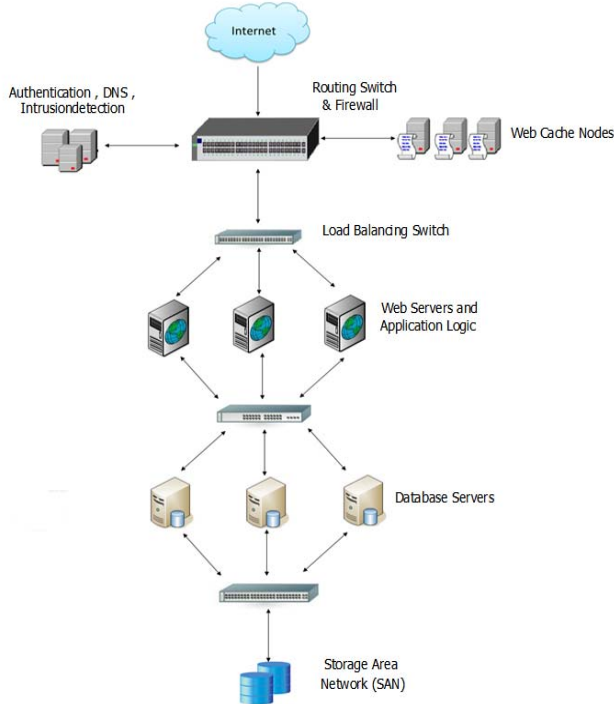 Internet
Authentication , DNS ,
Intrusiondetection
Routing Switch
& Firewall
Web Cache Nodes
Load Balancing Switch
Web Servers and
Application Logic
Database Servers
Storage Area
Network (SAN)